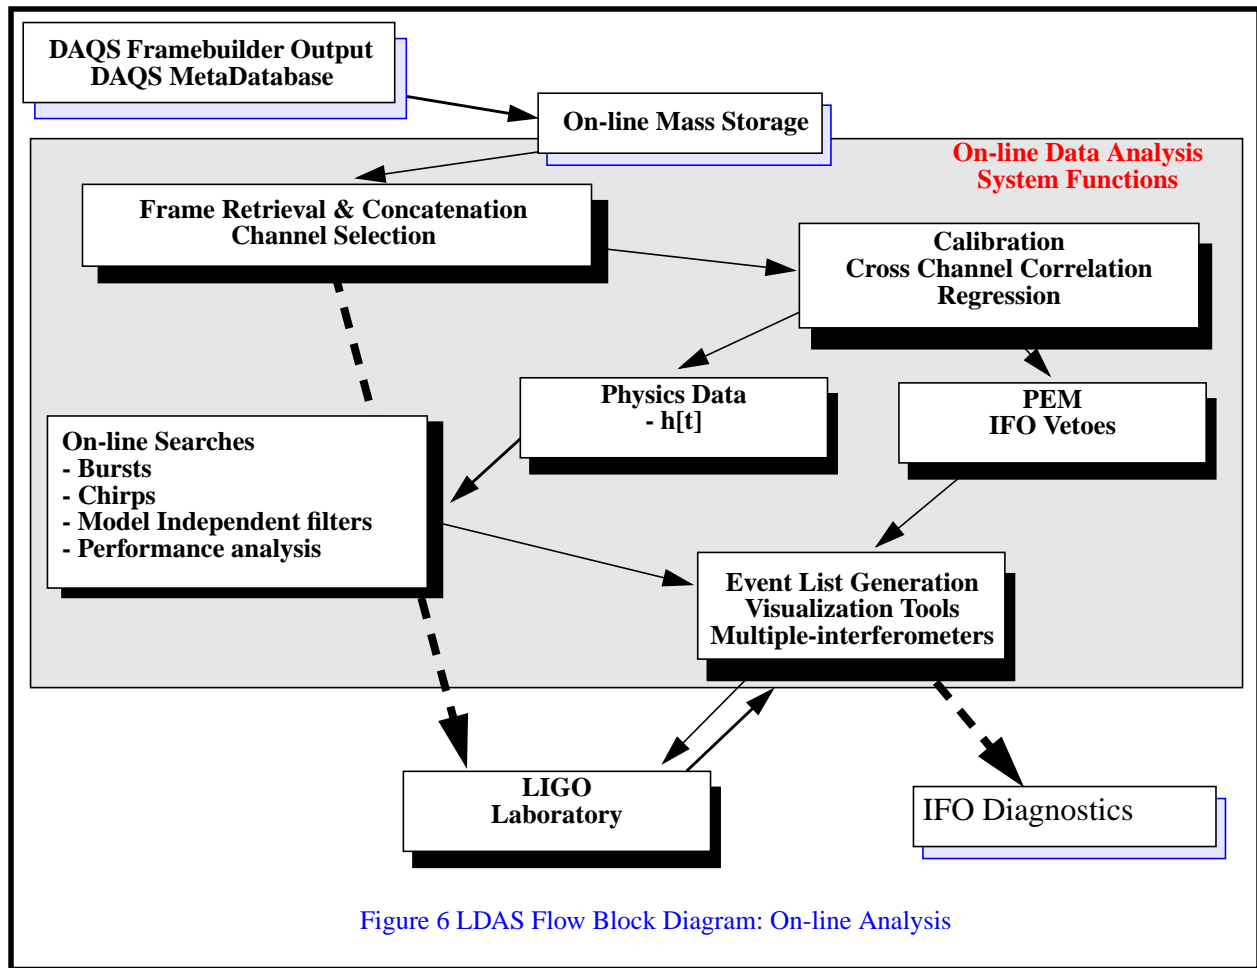 DAQS Framebuilder Output
DAQS MetaDatabase
On-line Mass Storage
On-line Data Analysis
System Functions
Frame Retrieval & Concatenation
Channel Selection
Calibration
Cross Channel Correlation
Regression
Physics Data
- h[t]
PEM
IFO Vetoes
On-line Searches
- Bursts
- Chirps
- Model Independent filters
- Performance analysis
Event List Generation
Visualization Tools
Multiple-interferometers
LIGO
Laboratory
IFO Diagnostics
Figure 6 LDAS Flow Block Diagram: On-line Analysis